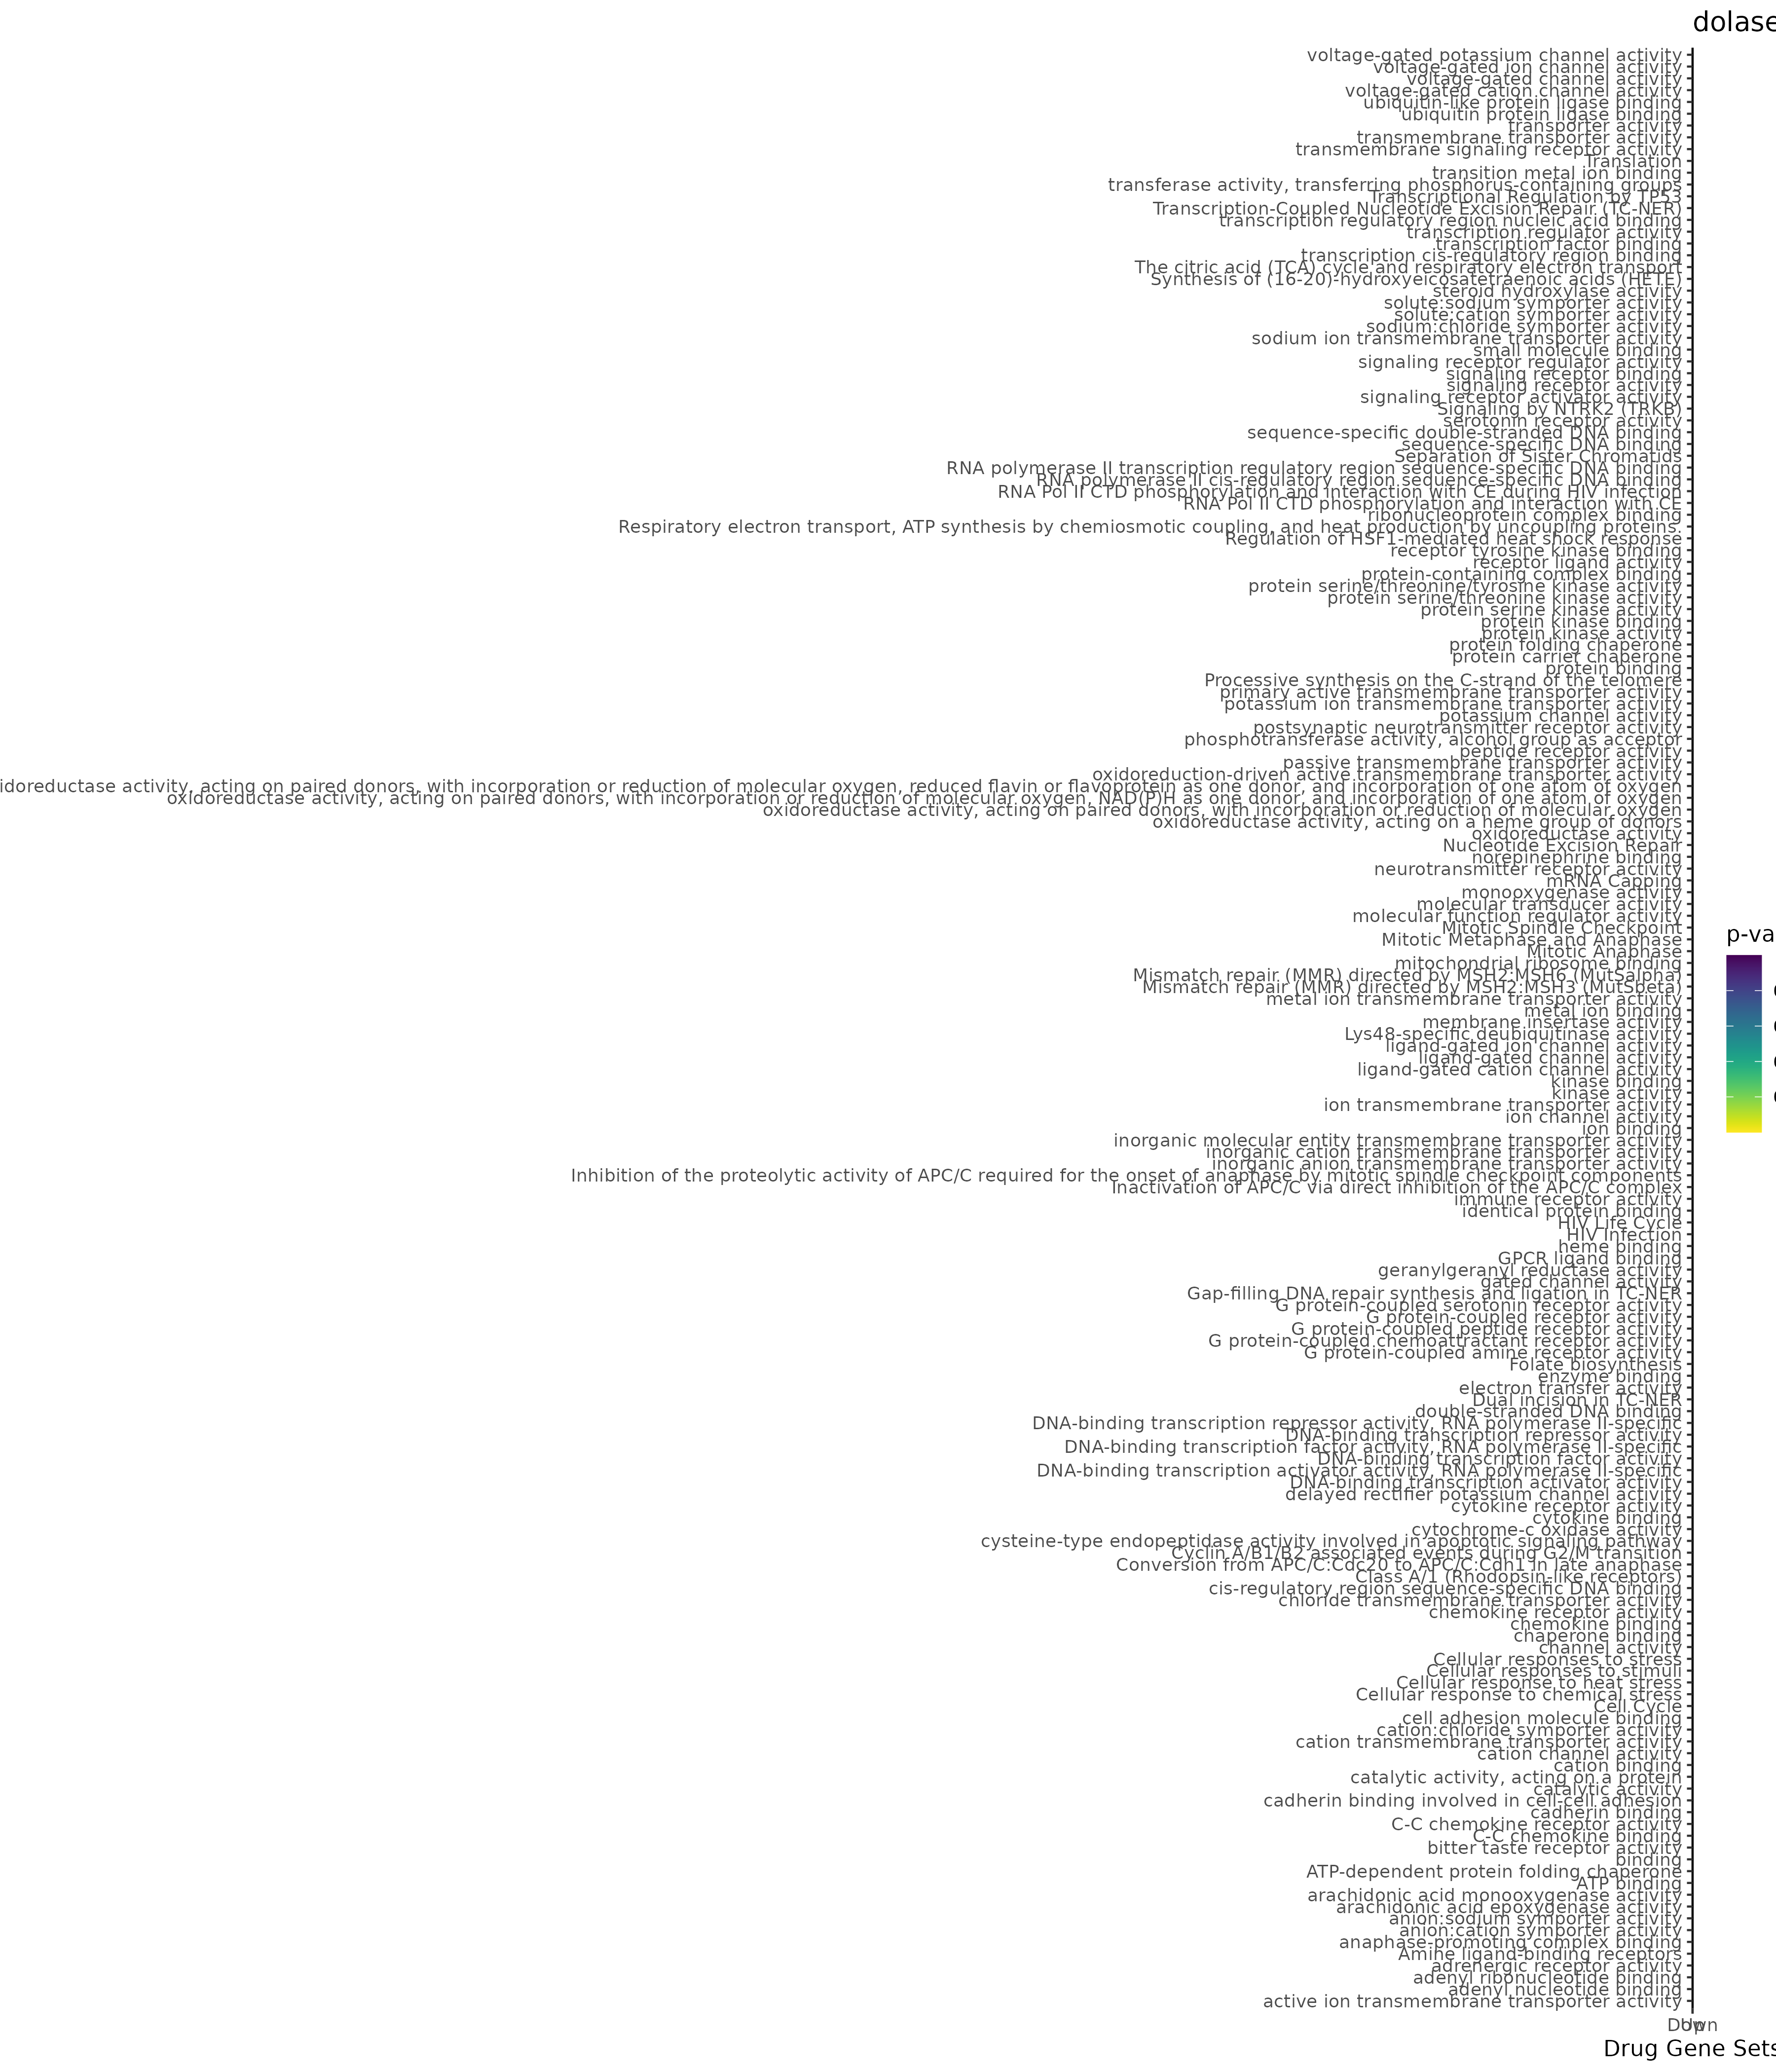 dolase
voltage-gated potassium channel activity
voltage-gated ion channel activity
voltage-gated channel activity
voltage-gated cation channel activity
ubiquitin-like protein ligase binding
ubiquitin protein ligase binding
transporter activity
transmembrane transporter activity
transmembrane signaling receptor activity
Translation
transition metal ion binding
transferase activity, transferring phosphorus-containing groups
Transcriptional Regulation by TP53
Transcription-Coupled Nucleotide Excision Repair (TC-NER)
transcription regulatory region nucleic acid binding
transcription regulator activity
transcription factor binding
transcription cis-regulatory region binding
The citric acid (TCA) cycle and respiratory electron transport
Synthesis of (16-20)-hydroxyeicosatetraenoic acids (HETE)
steroid hydroxylase activity
solute:sodium symporter activity
solute:cation symporter activity
sodium:chloride symporter activity
sodium ion transmembrane transporter activity
small molecule binding
signaling receptor regulator activity
signaling receptor binding
signaling receptor activity
signaling receptor activator activity
Signaling by NTRK2 (TRKB)
serotonin receptor activity
sequence-specific double-stranded DNA binding
sequence-specific DNA binding
Separation of Sister Chromatids
RNA polymerase II transcription regulatory region sequence-specific DNA binding
RNA polymerase II cis-regulatory region sequence-specific DNA binding
RNA Pol II CTD phosphorylation and interaction with CE during HIV infection
RNA Pol II CTD phosphorylation and interaction with CE
ribonucleoprotein complex binding
Respiratory electron transport, ATP synthesis by chemiosmotic coupling, and heat production by uncoupling proteins.
Regulation of HSF1-mediated heat shock response
receptor tyrosine kinase binding
receptor ligand activity
protein-containing complex binding
protein serine/threonine/tyrosine kinase activity
protein serine/threonine kinase activity
protein serine kinase activity
protein kinase binding
protein kinase activity
protein folding chaperone
protein carrier chaperone
protein binding
Processive synthesis on the C-strand of the telomere
primary active transmembrane transporter activity
potassium ion transmembrane transporter activity
potassium channel activity
postsynaptic neurotransmitter receptor activity
phosphotransferase activity, alcohol group as acceptor
peptide receptor activity
passive transmembrane transporter activity
oxidoreduction-driven active transmembrane transporter activity
idoreductase activity, acting on paired donors, with incorporation or reduction of molecular oxygen, reduced flavin or flavoprotein as one donor, and incorporation of one atom of oxygen
oxidoreductase activity, acting on paired donors, with incorporation or reduction of molecular oxygen, NAD(P)H as one donor, and incorporation of one atom of oxygen
oxidoreductase activity, acting on paired donors, with incorporation or reduction of molecular oxygen
oxidoreductase activity, acting on a heme group of donors
oxidoreductase activity
Nucleotide Excision Repair
norepinephrine binding
neurotransmitter receptor activity
mRNA Capping
monooxygenase activity
molecular transducer activity
molecular function regulator activity
Mitotic Spindle Checkpoint
Mitotic Metaphase and Anaphase
Mitotic Anaphase
mitochondrial ribosome binding
Mismatch repair (MMR) directed by MSH2:MSH6 (MutSalpha)
Mismatch repair (MMR) directed by MSH2:MSH3 (MutSbeta)
metal ion transmembrane transporter activity
metal ion binding
membrane insertase activity
Lys48-specific deubiquitinase activity
ligand-gated ion channel activity
ligand-gated channel activity
ligand-gated cation channel activity
kinase binding
kinase activity
ion transmembrane transporter activity
ion channel activity
ion binding
inorganic molecular entity transmembrane transporter activity
inorganic cation transmembrane transporter activity
inorganic anion transmembrane transporter activity
Inhibition of the proteolytic activity of APC/C required for the onset of anaphase by mitotic spindle checkpoint components
Inactivation of APC/C via direct inhibition of the APC/C complex
immune receptor activity
identical protein binding
HIV Life Cycle
HIV Infection
heme binding
GPCR ligand binding
geranylgeranyl reductase activity
gated channel activity
Gap-filling DNA repair synthesis and ligation in TC-NER
G protein-coupled serotonin receptor activity
G protein-coupled receptor activity
G protein-coupled peptide receptor activity
G protein-coupled chemoattractant receptor activity
G protein-coupled amine receptor activity
Folate biosynthesis
enzyme binding
electron transfer activity
Dual incision in TC-NER
double-stranded DNA binding
DNA-binding transcription repressor activity, RNA polymerase II-specific
DNA-binding transcription repressor activity
DNA-binding transcription factor activity, RNA polymerase II-specific
DNA-binding transcription factor activity
DNA-binding transcription activator activity, RNA polymerase II-specific
DNA-binding transcription activator activity
delayed rectifier potassium channel activity
cytokine receptor activity
cytokine binding
cytochrome-c oxidase activity
cysteine-type endopeptidase activity involved in apoptotic signaling pathway
Cyclin A/B1/B2 associated events during G2/M transition
Conversion from APC/C:Cdc20 to APC/C:Cdh1 in late anaphase
Class A/1 (Rhodopsin-like receptors)
cis-regulatory region sequence-specific DNA binding
chloride transmembrane transporter activity
chemokine receptor activity
chemokine binding
chaperone binding
channel activity
Cellular responses to stress
Cellular responses to stimuli
Cellular response to heat stress
Cellular response to chemical stress
Cell Cycle
cell adhesion molecule binding
cation:chloride symporter activity
cation transmembrane transporter activity
cation channel activity
cation binding
catalytic activity, acting on a protein
catalytic activity
cadherin binding involved in cell-cell adhesion
cadherin binding
C-C chemokine receptor activity
C-C chemokine binding
bitter taste receptor activity
binding
ATP-dependent protein folding chaperone
ATP binding
arachidonic acid monooxygenase activity
arachidonic acid epoxygenase activity
anion:sodium symporter activity
anion:cation symporter activity
anaphase-promoting complex binding
Amine ligand-binding receptors
adrenergic receptor activity
adenyl ribonucleotide binding
adenyl nucleotide binding
active ion transmembrane transporter activity
Down
Up
Drug Gene Sets
p-va